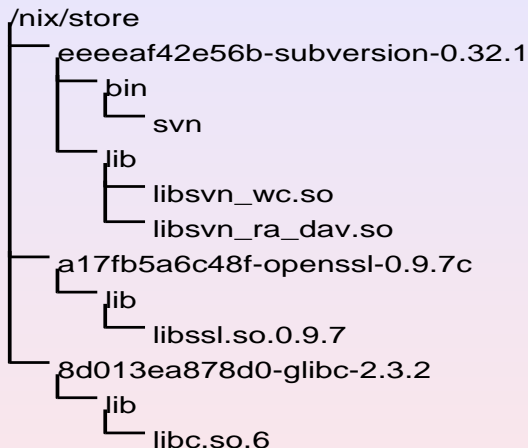 /nix/store
eeeeaf42e56b-subversion-0.32.1
bin
svn
lib
libsvn_wc.so
libsvn_ra_dav.so
a17fb5a6c48f-openssl-0.9.7c
lib
libssl.so.0.9.7
8d013ea878d0-glibc-2.3.2
lib
libc.so.6